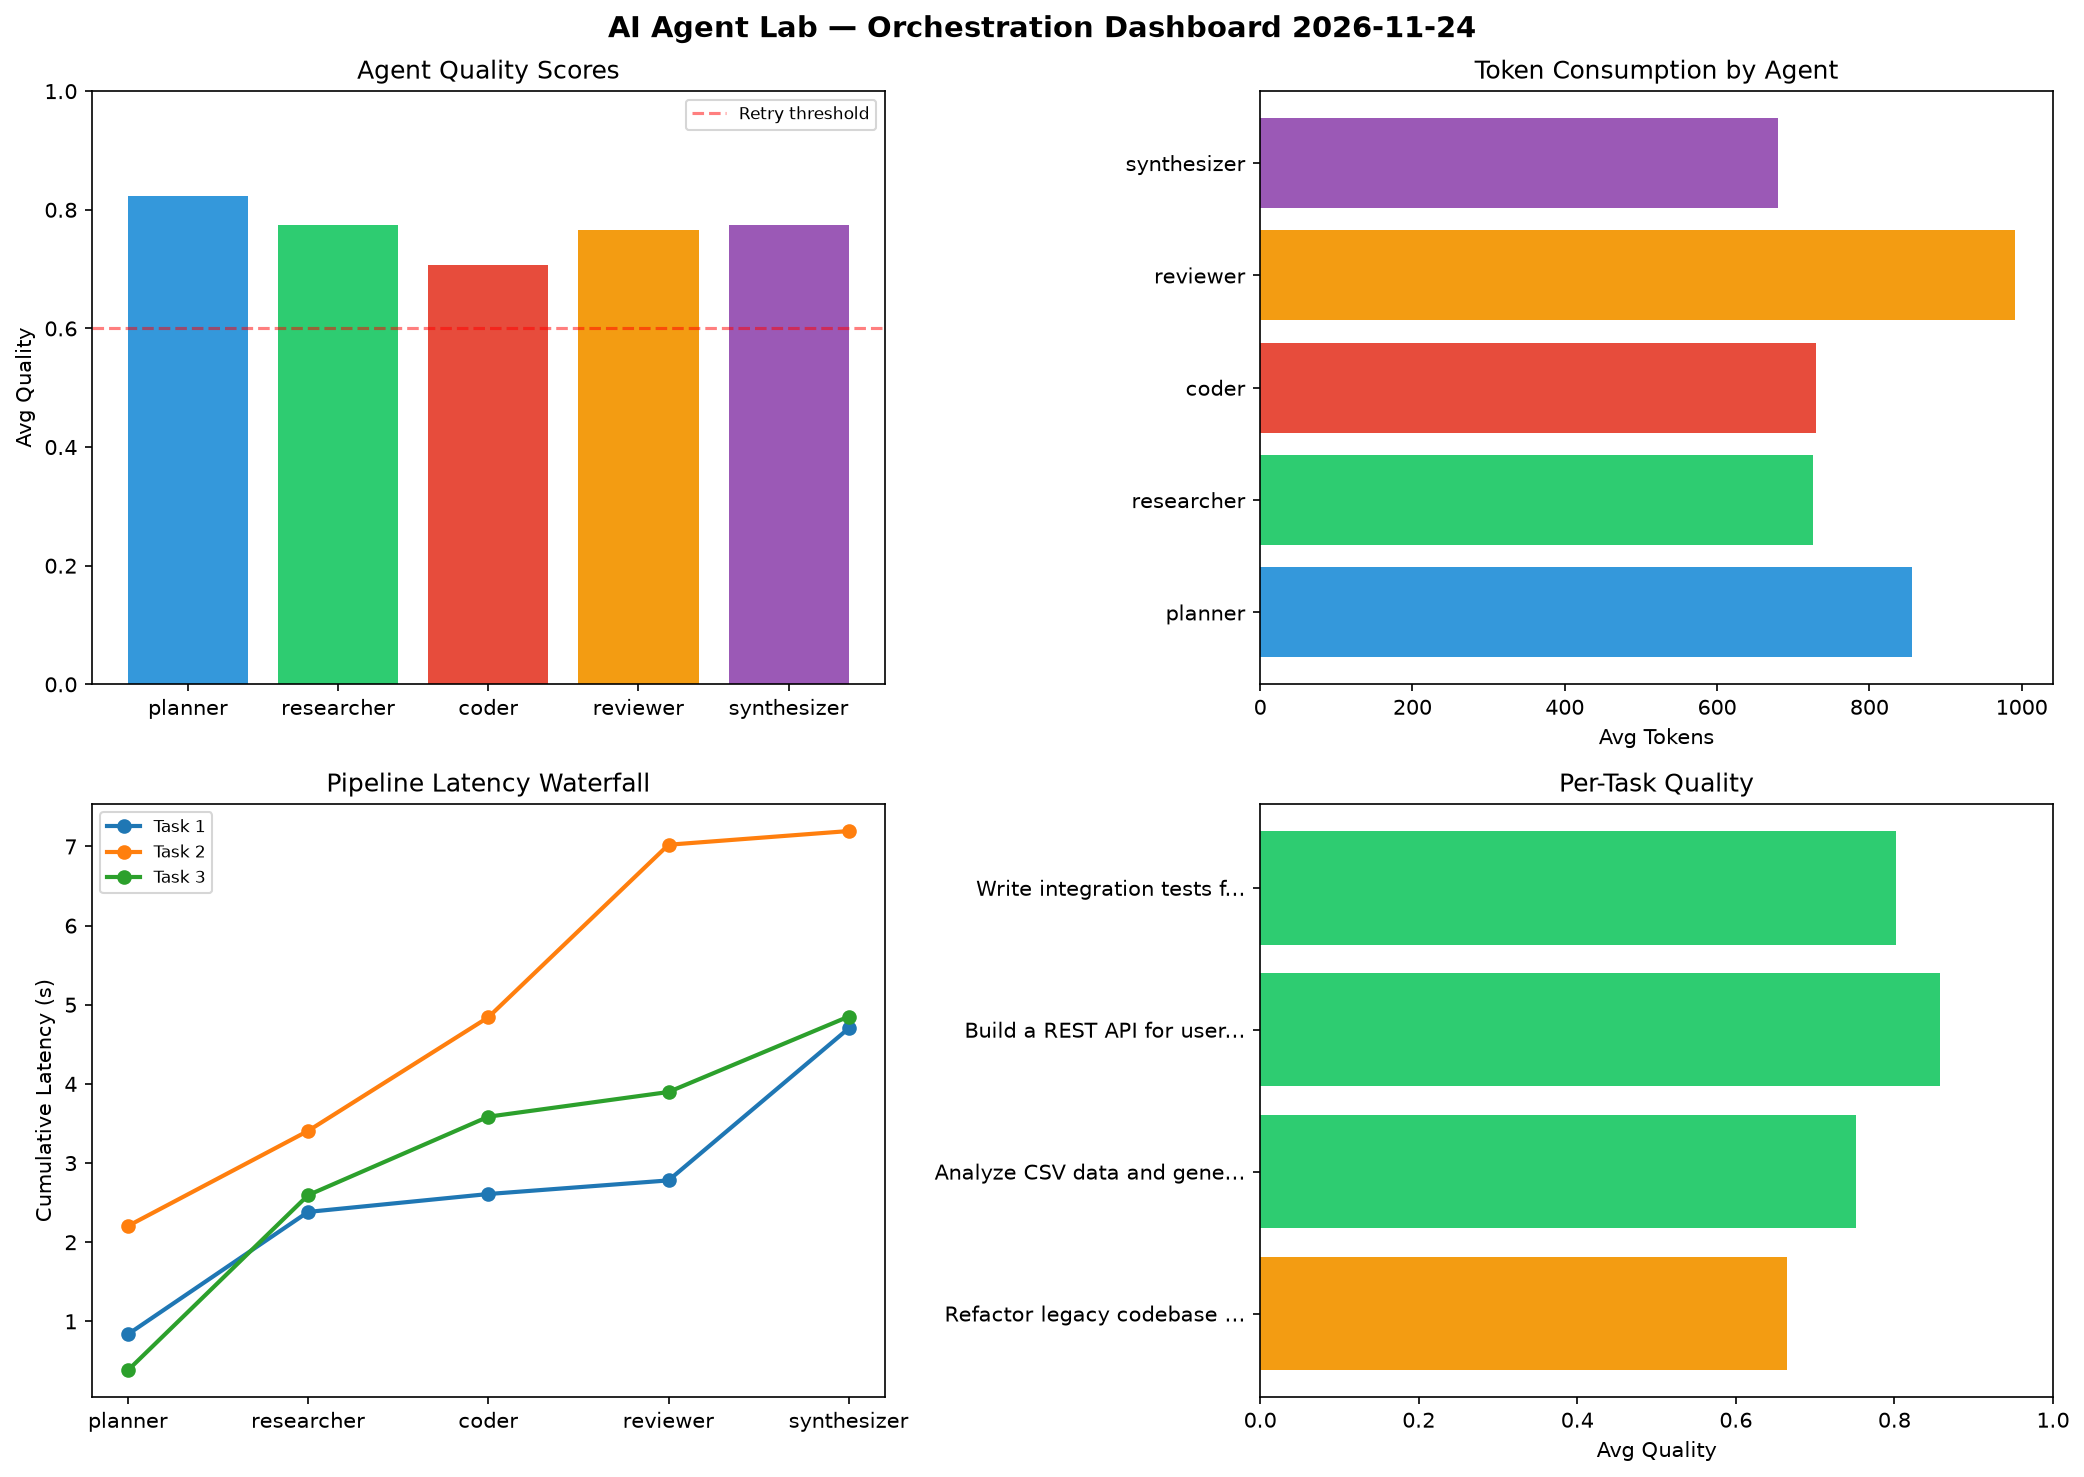 AI Agent Lab — Orchestration Dashboard 2026-11-24
Agent Quality Scores
Retry threshold
Avg Quality
1.0
0.8
0.6
0.4
0.2
0.0
planner researcher coder reviewer synthesizer
Token Consumption by Agent
synthesizer
reviewer
coder
researcher
planner
0 200 400 600 800 1000
Avg Tokens
Pipeline Latency Waterfall
Task 1
Task 2
Task 3
Cumulative Latency (s)
7
6
5
4
3
2
1
planner researcher coder reviewer synthesizer
Per-Task Quality
Write integration tests f...
Build a REST API for user...
Analyze CSV data and gene...
Refactor legacy codebase ...
0.0 0.2 0.4 0.6 0.8 1.0
Avg Quality